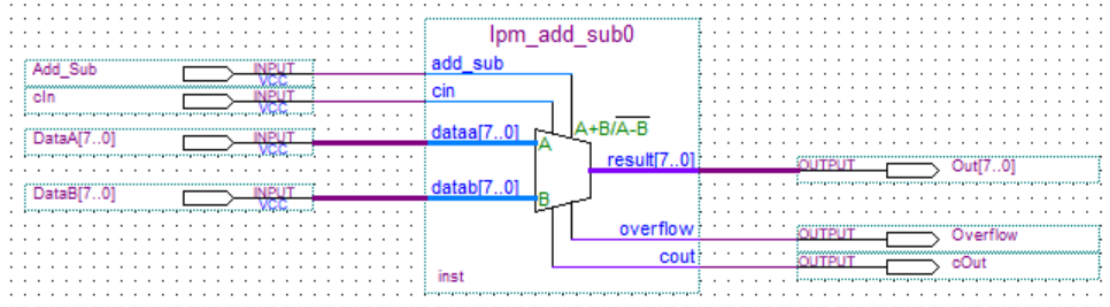 lpm_add_sub0
Add_Sub INPUT VCC add_sub
cIn INPUT VCC cin
A+B/A-B
DataA[7..0] INPUT VCC dataa[7..0] A
result[7..0] OUTPUT Out[7..0]
DataB[7..0] INPUT VCC datab[7..0] B
overflow OUTPUT Overflow
cout OUTPUT cOut
inst